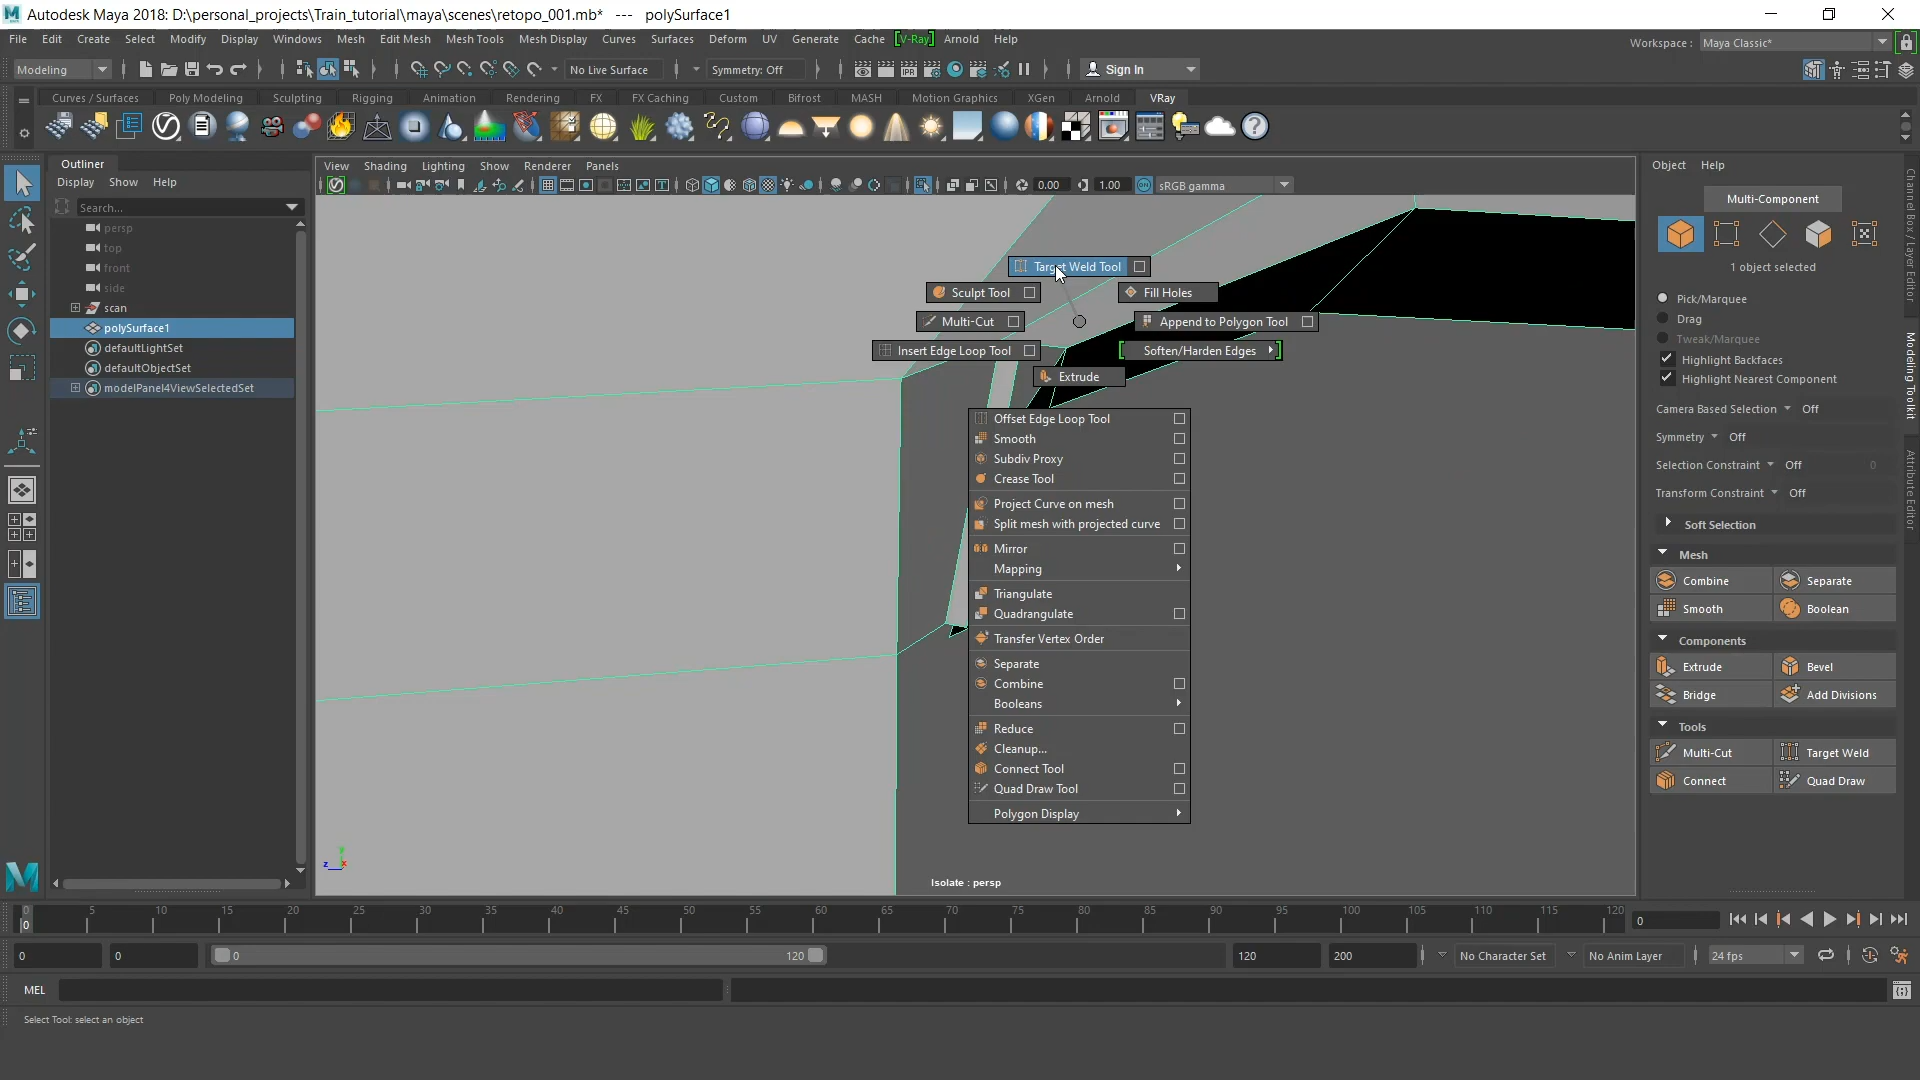 Autodesk Maya 2018: D:\personal_projects\Train_tutorial\maya\scenes\retopo_001.mb* --- polySurface1
File Edit Create Select Modify Display Windows Mesh Edit Mesh Mesh Tools Mesh Display Curves Surfaces Deform UV Generate Cache [V-Ray] Arnold Help
Workspace : Maya Classic*
Modeling No Live Surface Symmetry: Off Sign In
Curves / Surfaces Poly Modeling Sculpting Rigging Animation Rendering FX FX Caching Custom Bifrost MASH Motion Graphics XGen Arnold VRay
Outliner
Display Show Help
Search...
persp
top
front
side
scan
polySurface1
defaultLightSet
defaultObjectSet
modelPanel4ViewSelectedSet
View Shading Lighting Show Renderer Panels
0.00 1.00 ON sRGB gamma
Target Weld Tool
Sculpt Tool Fill Holes
Multi-Cut Append to Polygon Tool
Insert Edge Loop Tool Soften/Harden Edges
Extrude
Offset Edge Loop Tool
Smooth
Subdiv Proxy
Crease Tool
Project Curve on mesh
Split mesh with projected curve
Mirror
Mapping
Triangulate
Quadrangulate
Transfer Vertex Order
Separate
Combine
Booleans
Reduce
Cleanup...
Connect Tool
Quad Draw Tool
Polygon Display
y
z x
Isolate : persp
Object Help
Multi-Component
1 object selected
Pick/Marquee
Drag
Tweak/Marquee
Highlight Backfaces
Highlight Nearest Component
Camera Based Selection Off
Symmetry Off
Selection Constraint Off 0
Transform Constraint Off
Soft Selection
Mesh
Combine Separate
Smooth Boolean
Components
Extrude Bevel
Bridge Add Divisions
Tools
Multi-Cut Target Weld
Connect Quad Draw
Channel Box / Layer Editor
Modeling Toolkit
Attribute Editor
0 5 10 15 20 25 30 35 40 45 50 55 60 65 70 75 80 85 90 95 100 105 110 115 120
0 0
0 0 0 120 120 200 No Character Set No Anim Layer 24 fps
MEL
Select Tool: select an object